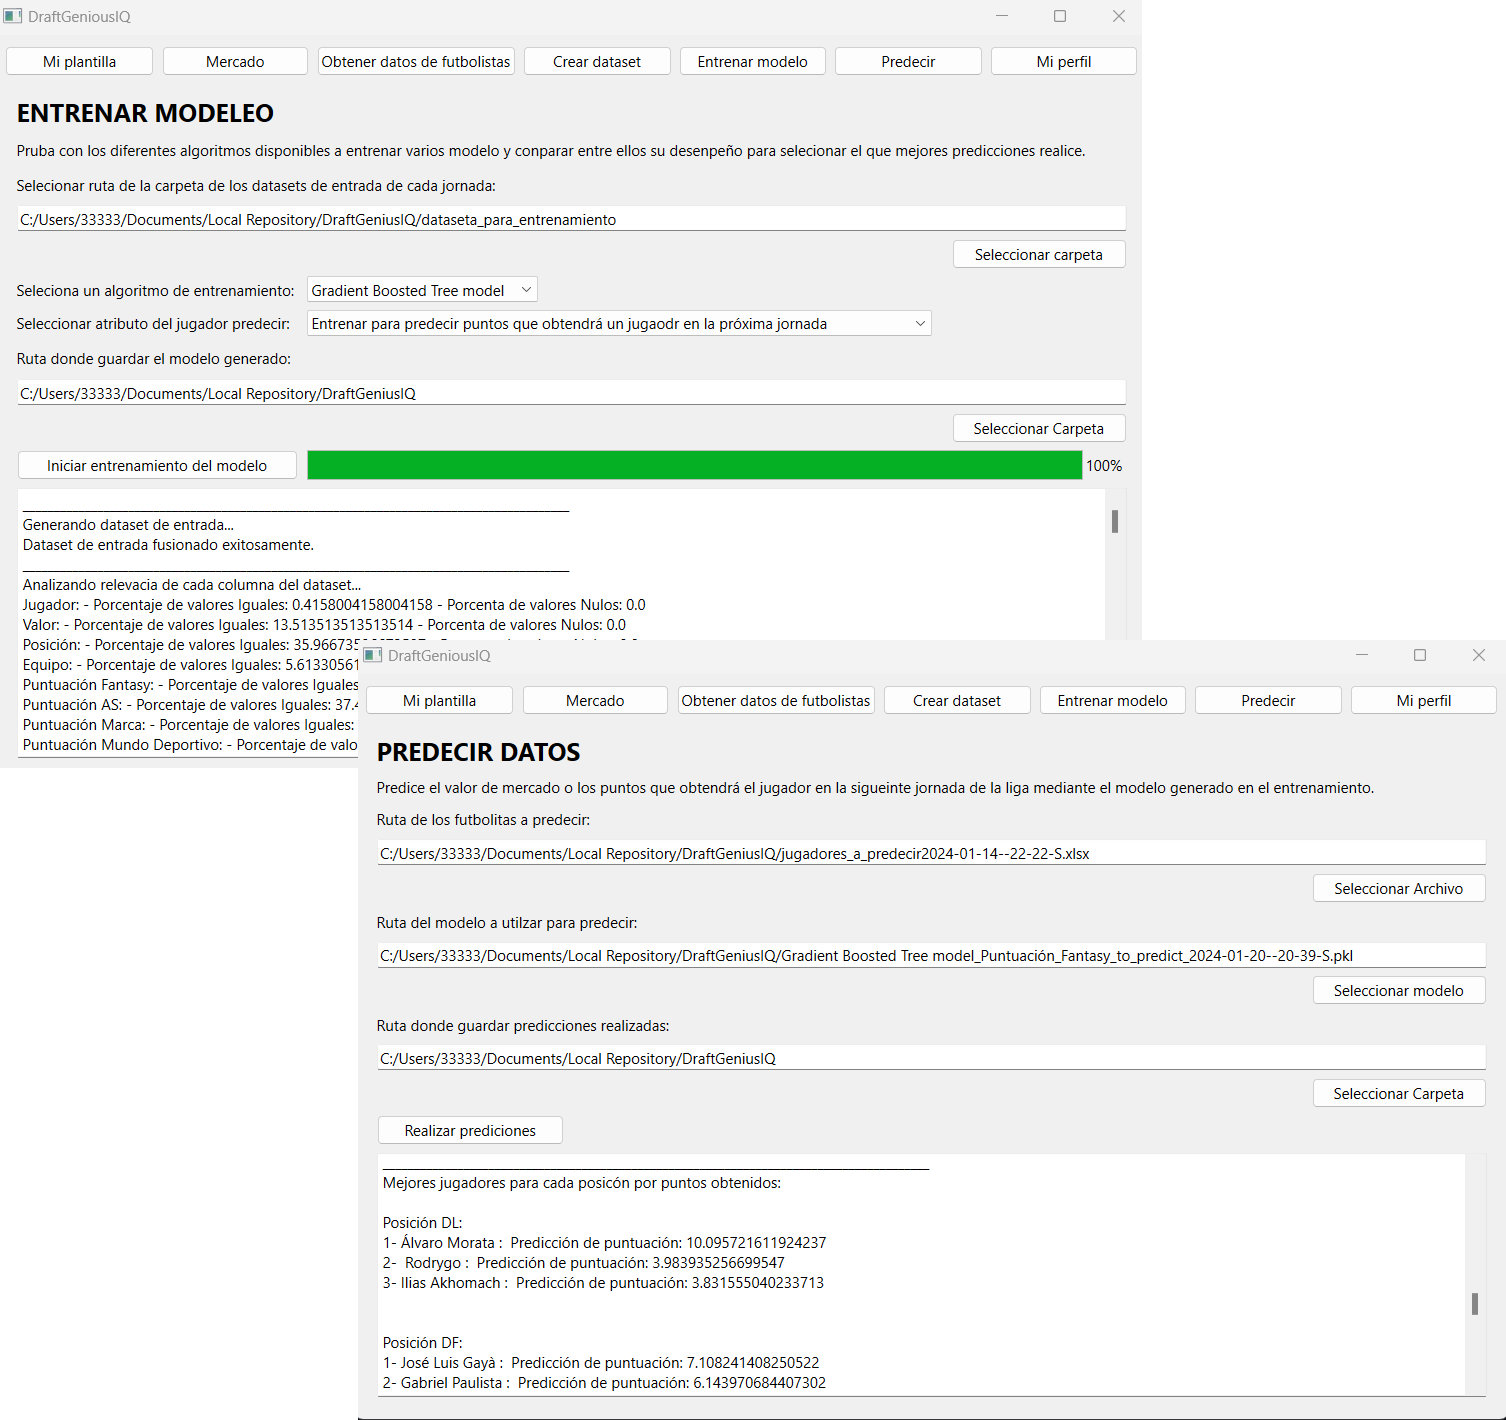 DraftGeniousIQ
Mi plantilla Mercado Obtener datos de futbolistas Crear dataset Entrenar modelo Predecir Mi perfil
ENTRENAR MODELEO
Pruba con los diferentes algoritmos disponibles a entrenar varios modelo y conparar entre ellos su desenpeño para selecionar el que mejores predicciones realice.
Selecionar ruta de la carpeta de los datasets de entrada de cada jornada:
C:/Users/33333/Documents/Local Repository/DraftGeniusIQ/dataseta_para_entrenamiento
Seleccionar carpeta
Seleciona un algoritmo de entrenamiento: Gradient Boosted Tree model
Seleccionar atributo del jugador predecir: Entrenar para predecir puntos que obtendrá un jugaodr en la próxima jornada
Ruta donde guardar el modelo generado:
C:/Users/33333/Documents/Local Repository/DraftGeniusIQ
Seleccionar Carpeta
Iniciar entrenamiento del modelo 100%
Generando dataset de entrada...
Dataset de entrada fusionado exitosamente.
Analizando relevacia de cada columna del dataset...
Jugador: - Porcentaje de valores Iguales: 0.4158004158004158 - Porcenta de valores Nulos: 0.0
Valor: - Porcentaje de valores Iguales: 13.513513513513514 - Porcenta de valores Nulos: 0.0
Posición: - Porcentaje de valores Iguales:
Equipo: - Porcentaje de valores Iguales: 5.61330561
Puntuación Fantasy: - Porcentaje de valores Iguales
Puntuación AS: - Porcentaje de valores Iguales: 37.4
Puntuación Marca: - Porcentaje de valores Iguales:
Puntuación Mundo Deportivo: - Porcentaje de valo
DraftGeniousIQ
Mi plantilla Mercado Obtener datos de futbolistas Crear dataset Entrenar modelo Predecir Mi perfil
PREDECIR DATOS
Predice el valor de mercado o los puntos que obtendrá el jugador en la sigueinte jornada de la liga mediante el modelo generado en el entrenamiento.
Ruta de los futbolitas a predecir:
C:/Users/33333/Documents/Local Repository/DraftGeniusIQ/jugadores_a_predecir2024-01-14--22-22-S.xlsx
Seleccionar Archivo
Ruta del modelo a utilzar para predecir:
C:/Users/33333/Documents/Local Repository/DraftGeniusIQ/Gradient Boosted Tree model_Puntuación_Fantasy_to_predict_2024-01-20--20-39-S.pkl
Seleccionar modelo
Ruta donde guardar predicciones realizadas:
C:/Users/33333/Documents/Local Repository/DraftGeniusIQ
Seleccionar Carpeta
Realizar prediciones
Mejores jugadores para cada posicón por puntos obtenidos:
Posición DL:
1- Álvaro Morata : Predicción de puntuación: 10.095721611924237
2- Rodrygo : Predicción de puntuación: 3.983935256699547
3- Ilias Akhomach : Predicción de puntuación: 3.831555040233713
Posición DF:
1- José Luis Gayà : Predicción de puntuación: 7.108241408250522
2- Gabriel Paulista : Predicción de puntuación: 6.143970684407302